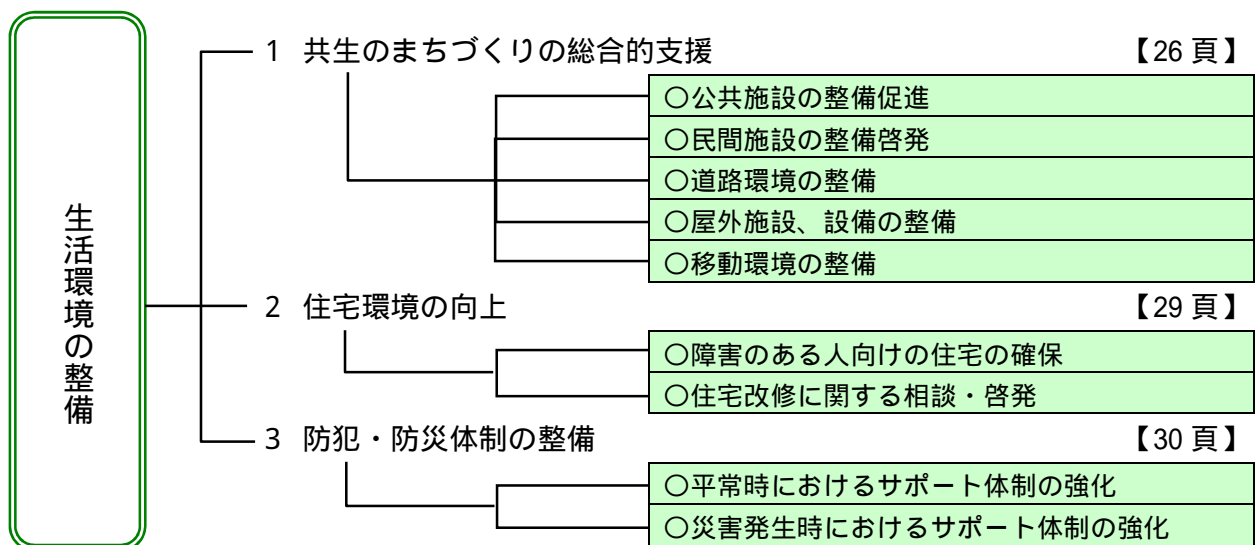 生活環境の整備
1 共生のまちづくりの総合的支援 【26頁】
○公共施設の整備促進
○民間施設の整備啓発
○道路環境の整備
○屋外施設、設備の整備
○移動環境の整備
2 住宅環境の向上 【29頁】
○障害のある人向けの住宅の確保
○住宅改修に関する相談・啓発
3 防犯・防災体制の整備 【30頁】
○平常時におけるサポート体制の強化
○災害発生時におけるサポート体制の強化